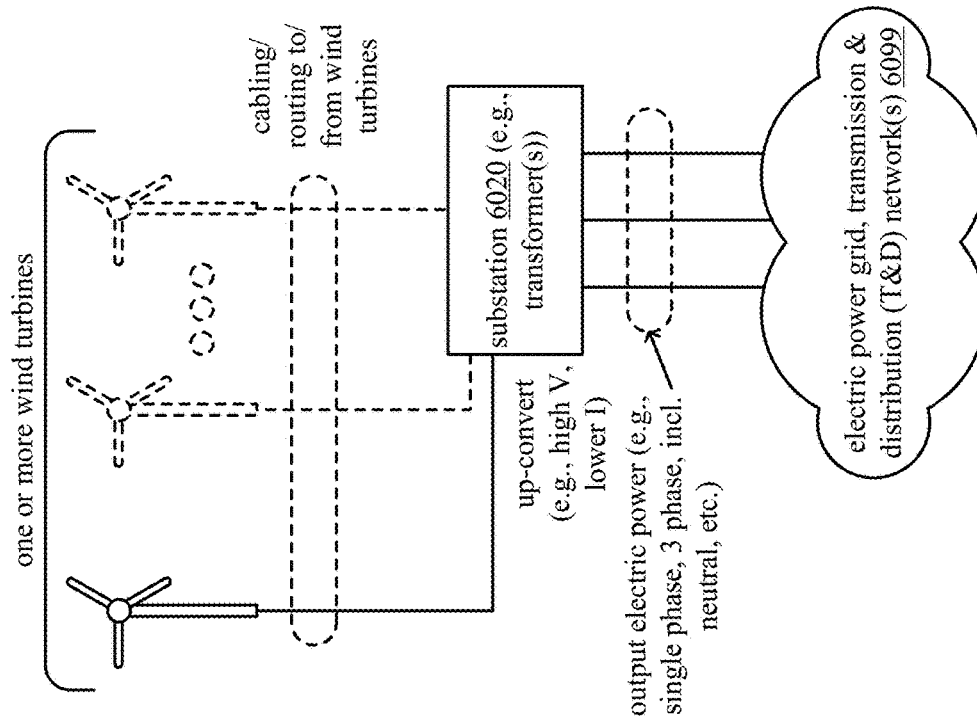 one or more wind turbines
cabling/
routing to/
from wind
turbines
substation 6020 (e.g.,
transformer(s))
up-convert
(e.g., high V,
lower I)
output electric power (e.g.,
single phase, 3 phase, incl.
neutral, etc.)
electric power grid, transmission &
distribution (T&D) network(s) 6099